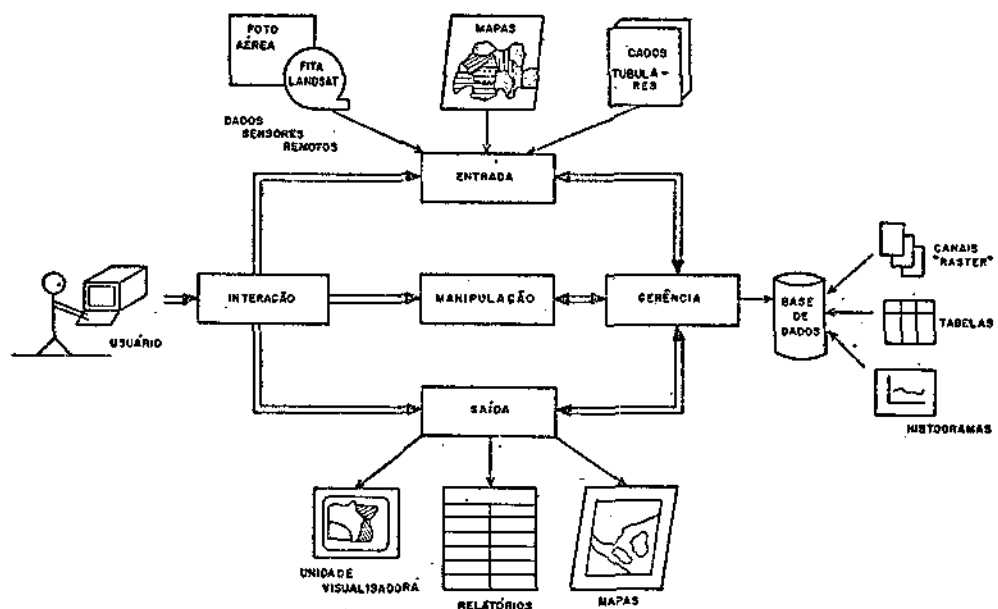 FOTO
AÉREA
FITA
LANDSAT
DADOS
SENSORES
REMOTOS
MAPAS
DADOS
TUBULA-
RES
ENTRADA
USUÁRIO
INTERAÇÃO
MANIPULAÇÃO
GERÊNCIA
BASE
DE
DADOS
CANAIS
"RASTER"
TABELAS
HISTOGRAMAS
SAÍDA
UNIDADE
VISUALISADORA
RELATÓRIOS
MAPAS